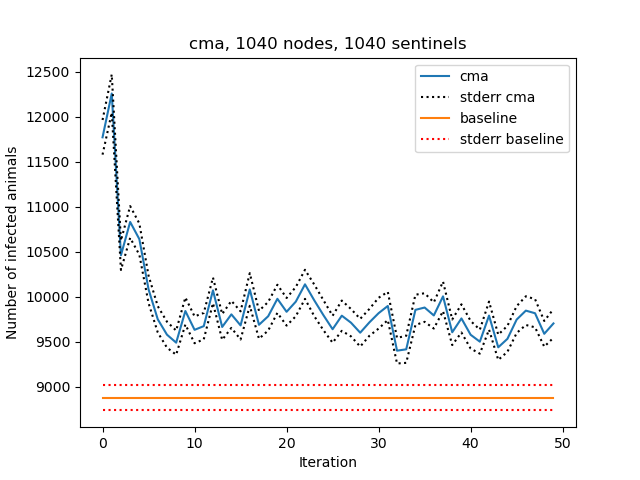 cma, 1040 nodes, 1040 sentinels
cma
stderr cma
baseline
stderr baseline
Number of infected animals
12500
12000
11500
11000
10500
10000
9500
9000
0 10 20 30 40 50
Iteration